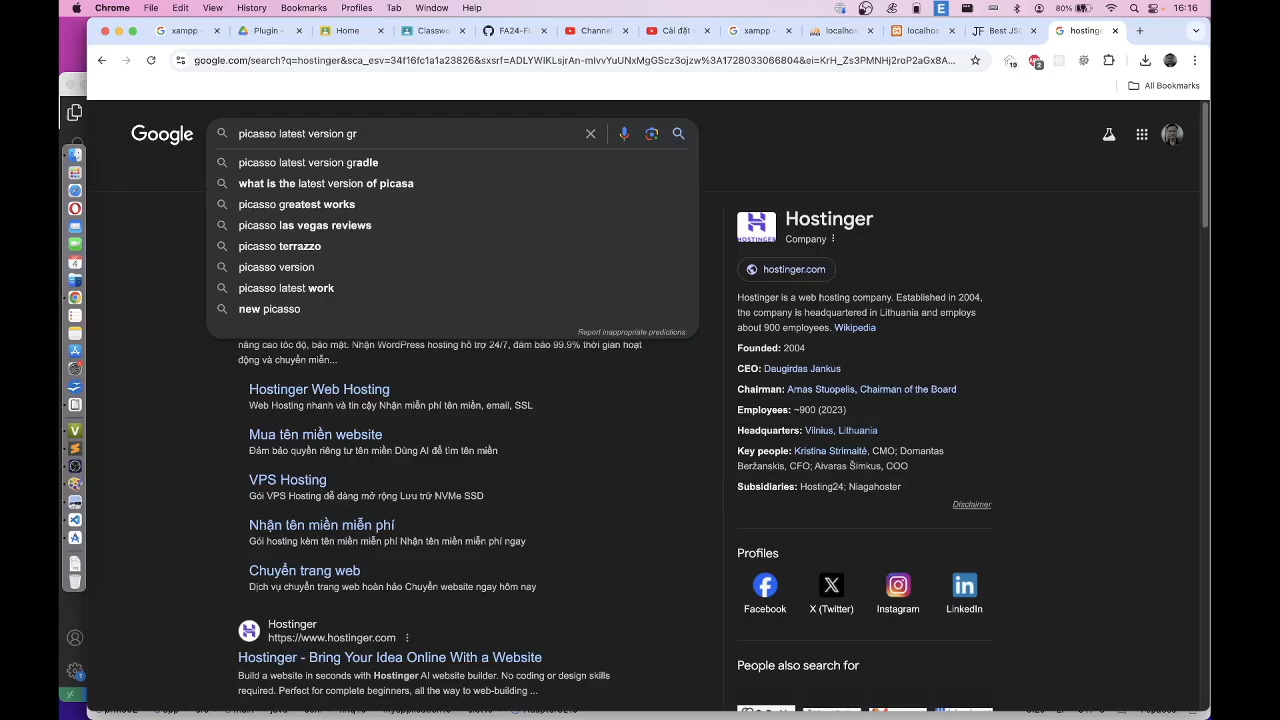 Chrome File Edit View History Bookmarks Profiles Tab Window Help
80% 16:16
xampp - Plugin - Home Classwo FA24-FU Channel Cài đặt xampp - localhos localhos Best JSO hostinge
google.com/search?q=hostinger&sca_esv=34f16fc1a1a23826&sxsrf=ADLYWIKLsjrAn-mIvvYuUNxMgGScz3ojzw%3A1728033066804&ei=KrH_Zs3PMNHj2roP2aGx8A...
All Bookmarks
Google
picasso latest version gr
picasso latest version gradle
what is the latest version of picasa
picasso greatest works
picasso las vegas reviews
picasso terrazzo
picasso version
picasso latest work
new picasso
Report inappropriate predictions
nâng cao tốc độ, bảo mật. Nhận WordPress hosting hỗ trợ 24/7, đảm bảo 99.9% thời gian hoạt
động và chuyển miễn...
Hostinger Web Hosting
Web Hosting nhanh và tin cậy Nhận miễn phí tên miền, email, SSL
Mua tên miền website
Đảm bảo quyền riêng tư tên miền Dùng AI để tìm tên miền
VPS Hosting
Gói VPS Hosting dễ dàng mở rộng Lưu trữ NVMe SSD
Nhận tên miền miễn phí
Gói hosting kèm tên miền miễn phí Nhận tên miền miễn phí ngay
Chuyển trang web
Dịch vụ chuyển trang web hoàn hảo Chuyển website ngay hôm nay
Hostinger
https://www.hostinger.com
Hostinger - Bring Your Idea Online With a Website
Build a website in seconds with Hostinger AI website builder. No coding or design skills
required. Perfect for complete beginners, all the way to web-building ...
Hostinger
Company
hostinger.com
Hostinger is a web hosting company. Established in 2004,
the company is headquartered in Lithuania and employs
about 900 employees. Wikipedia
Founded: 2004
CEO: Daugirdas Jankus
Chairman: Arnas Stuopelis, Chairman of the Board
Employees: ~900 (2023)
Headquarters: Vilnius, Lithuania
Key people: Kristina Strimaitė, CMO; Domantas
Beržanskis, CFO; Aivaras Šimkus, COO
Subsidiaries: Hosting24; Niagahoster
Disclaimer
Profiles
Facebook X (Twitter) Instagram LinkedIn
People also search for